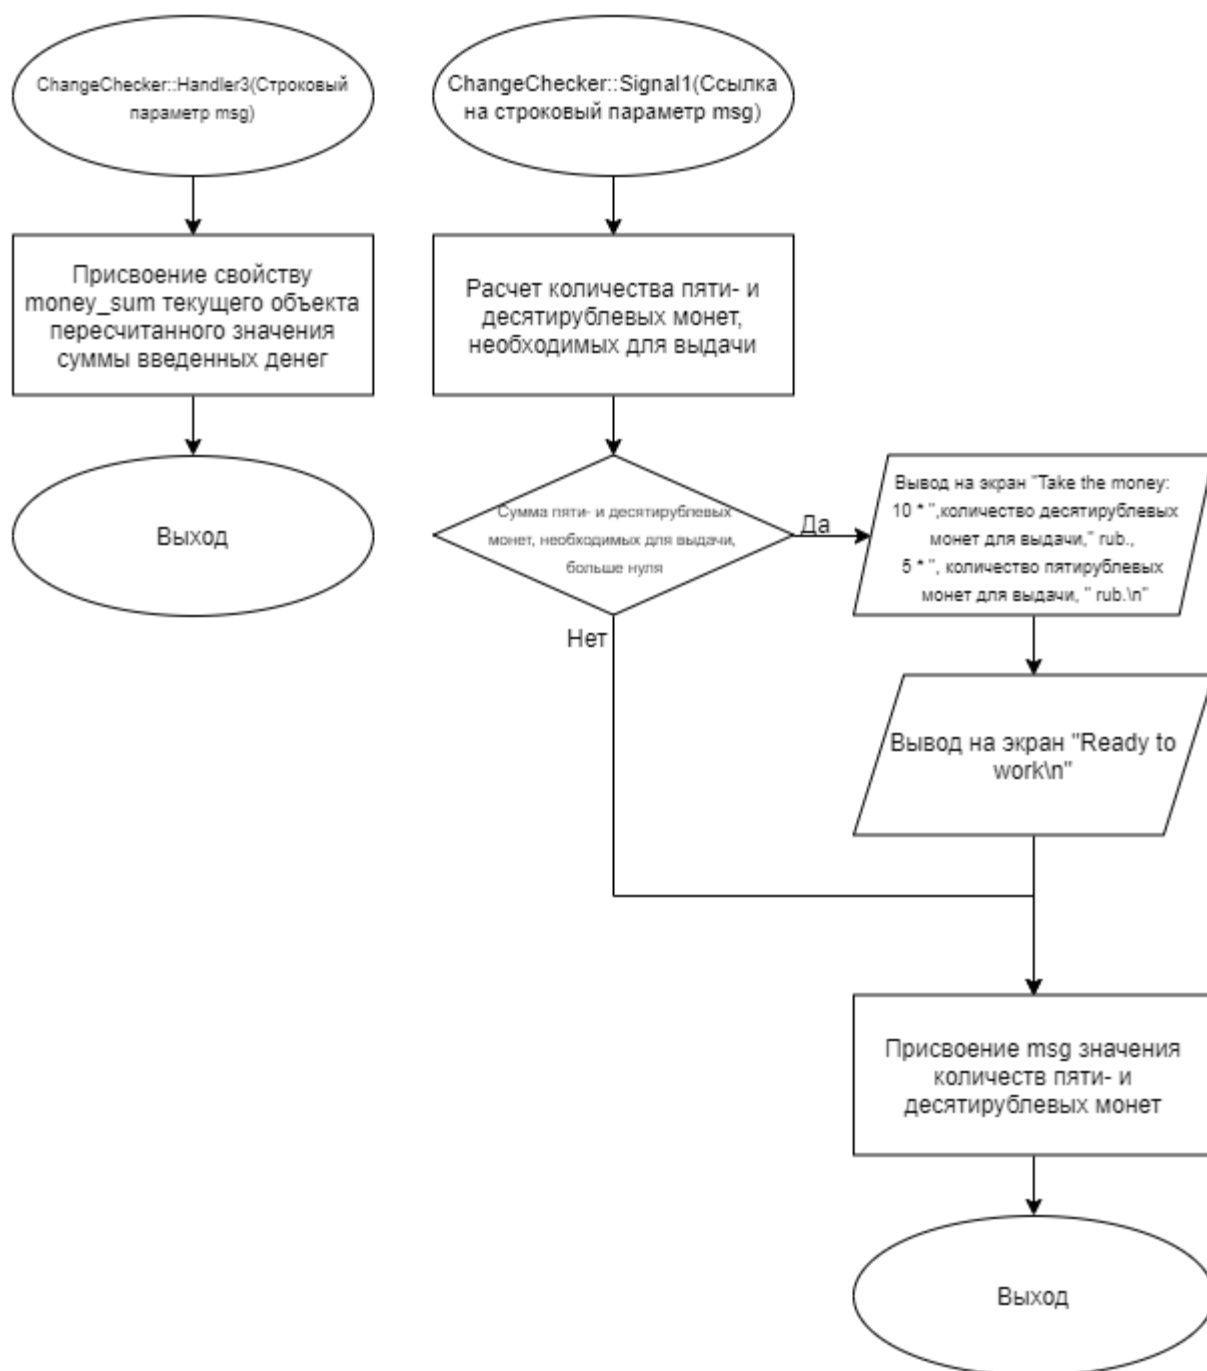 ChangeChecker::Handler3(Строковый
параметр msg)
Присвоение свойству
money_sum текущего объекта
пересчитанного значения
суммы введенных денег
Выход
ChangeChecker::Signal1(Ссылка
на строковый параметр msg)
Расчет количества пяти- и
десятирублевых монет,
необходимых для выдачи
Сумма пяти- и десятирублевых
монет, необходимых для выдачи,
больше нуля
Да
Нет
Вывод на экран "Take the money:
10 * ",количество десятирублевых
монет для выдачи," rub.,
5 * ", количество пятирублевых
монет для выдачи, " rub.\n"
Вывод на экран "Ready to
work\n"
Присвоение msg значения
количеств пяти- и
десятирублевых монет
Выход